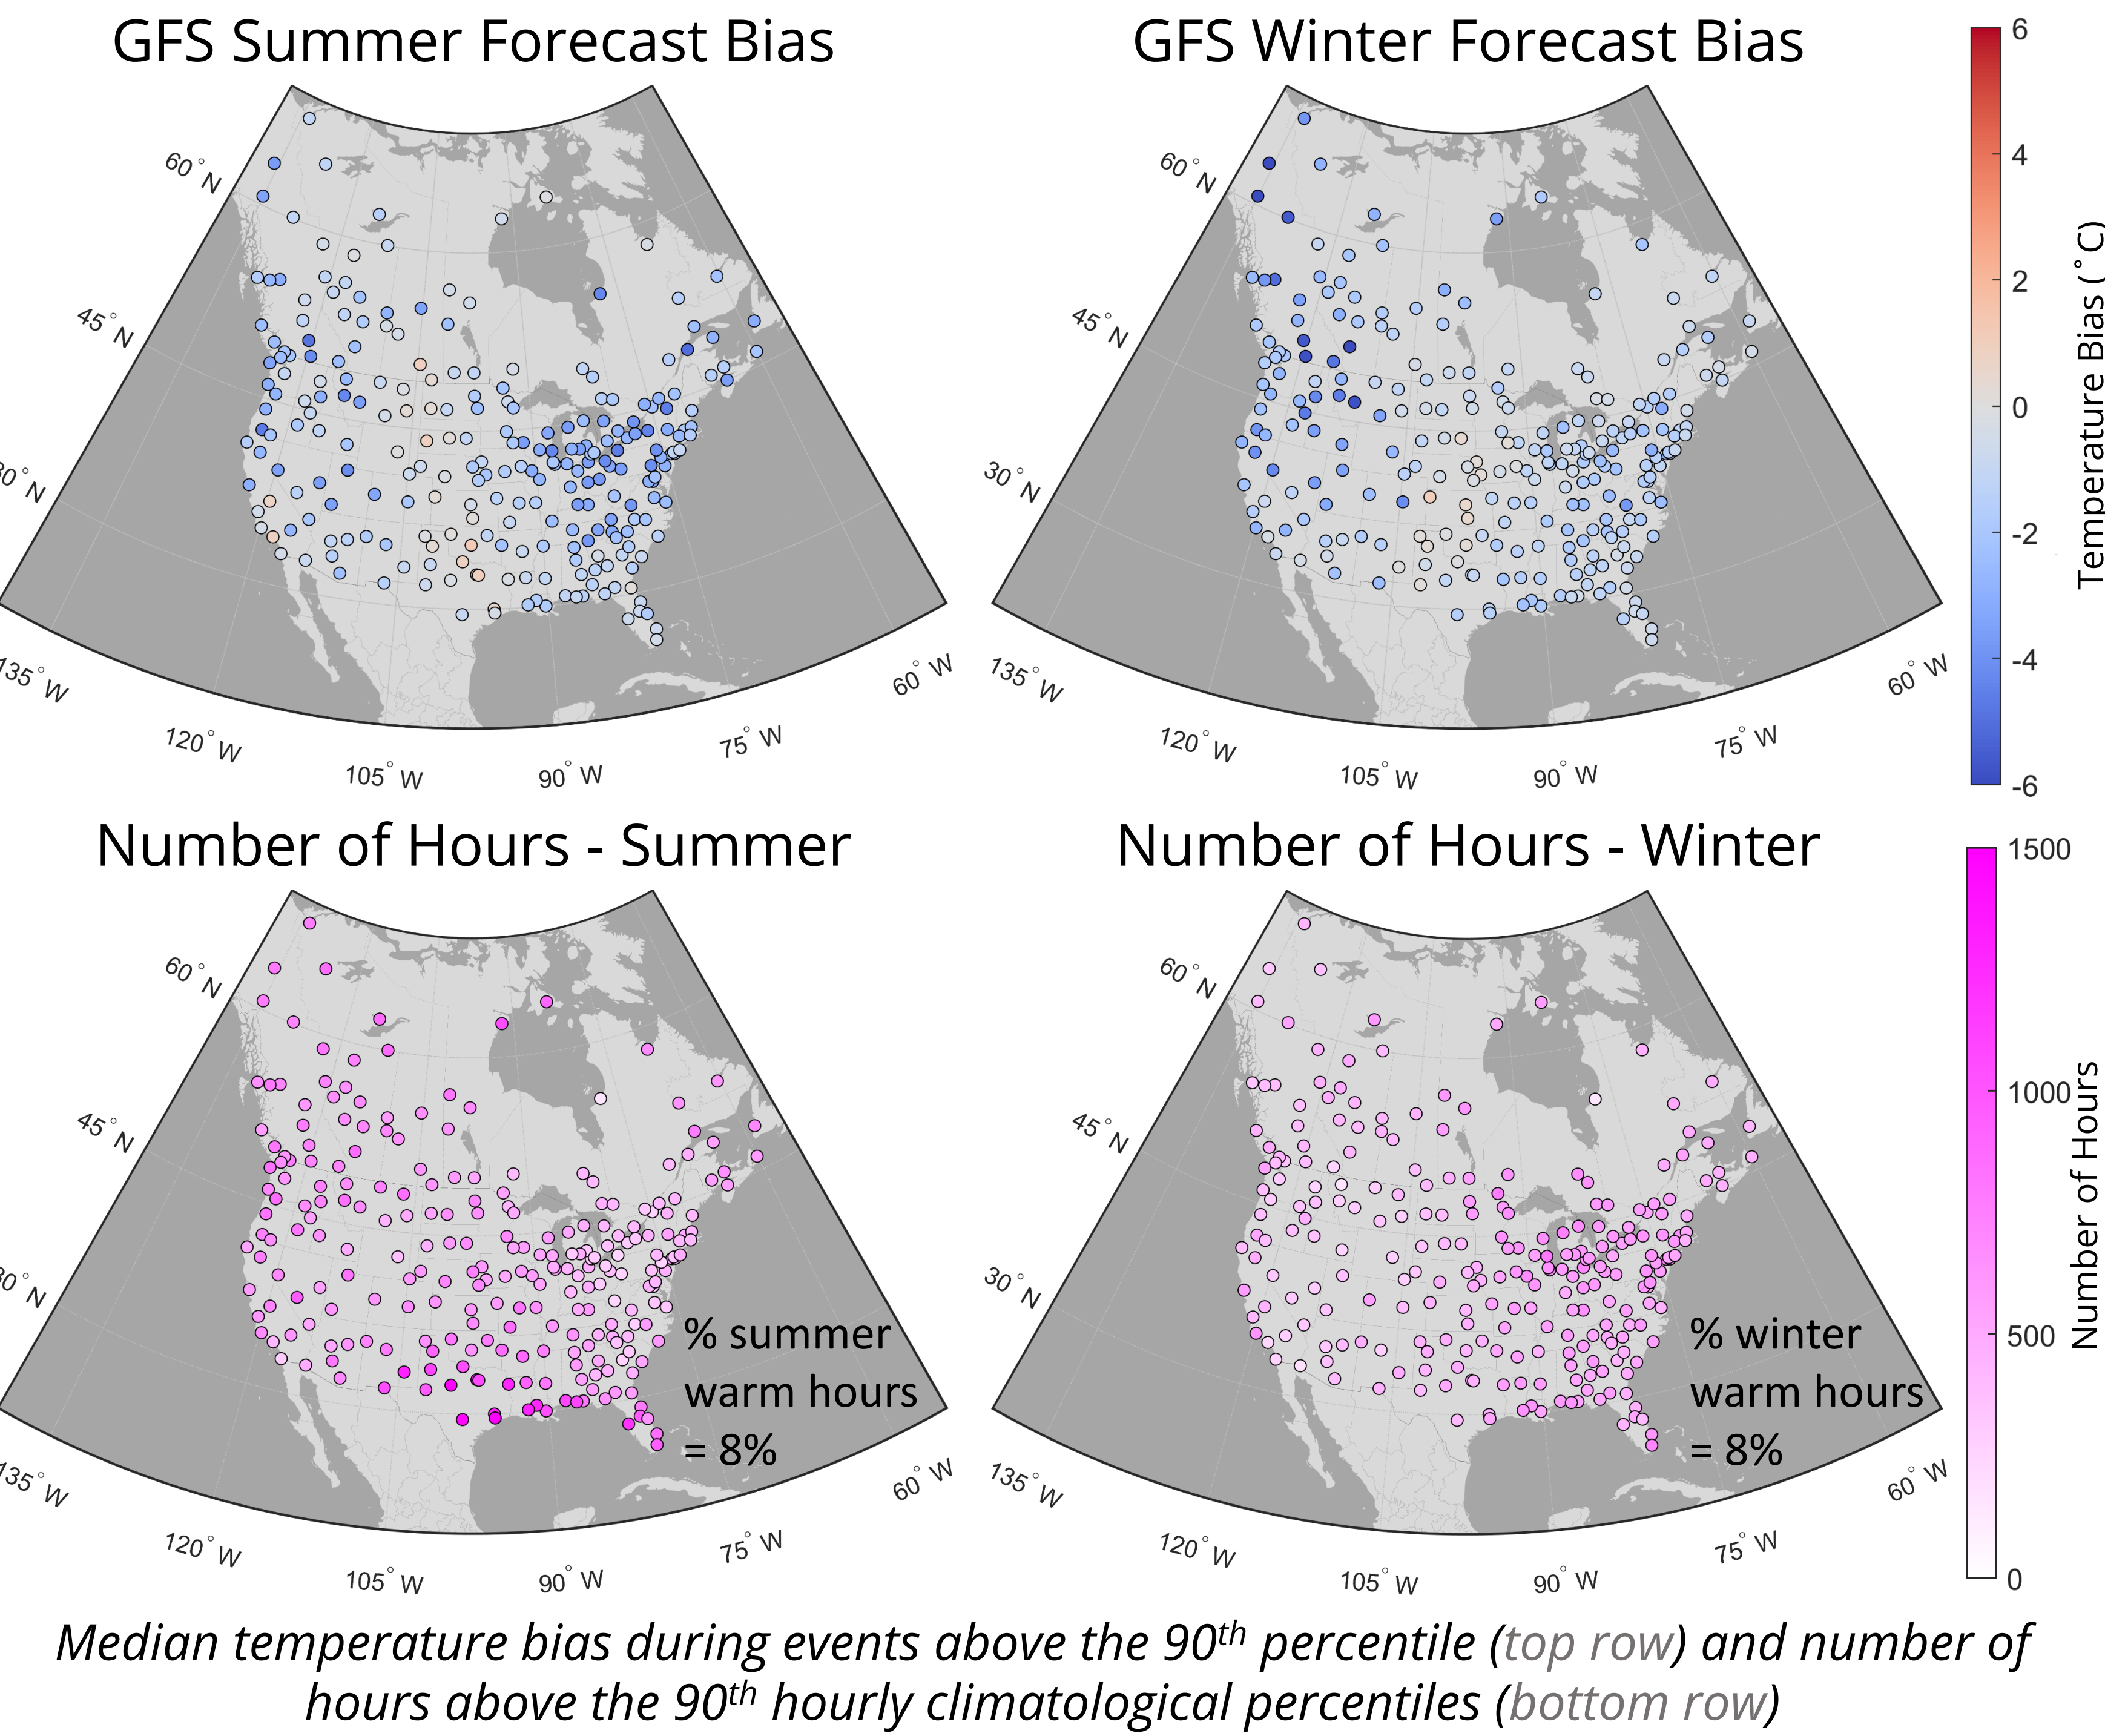 GFS Summer Forecast Bias
GFS Winter Forecast Bias
60° N
45° N
30° N
135° W
120° W
105° W
90° W
75° W
60° W
60° N
45° N
30° N
135° W
120° W
105° W
90° W
75° W
60° W
6
4
2
0
-2
-4
-6
Temperature Bias (°C)
Number of Hours - Summer
Number of Hours - Winter
60° N
45° N
30° N
135° W
120° W
105° W
90° W
75° W
60° W
% summer
warm hours
= 8%
60° N
45° N
30° N
135° W
120° W
105° W
90° W
75° W
60° W
% winter
warm hours
= 8%
1500
1000
500
0
Number of Hours
Median temperature bias during events above the 90th percentile (top row) and number of
hours above the 90th hourly climatological percentiles (bottom row)